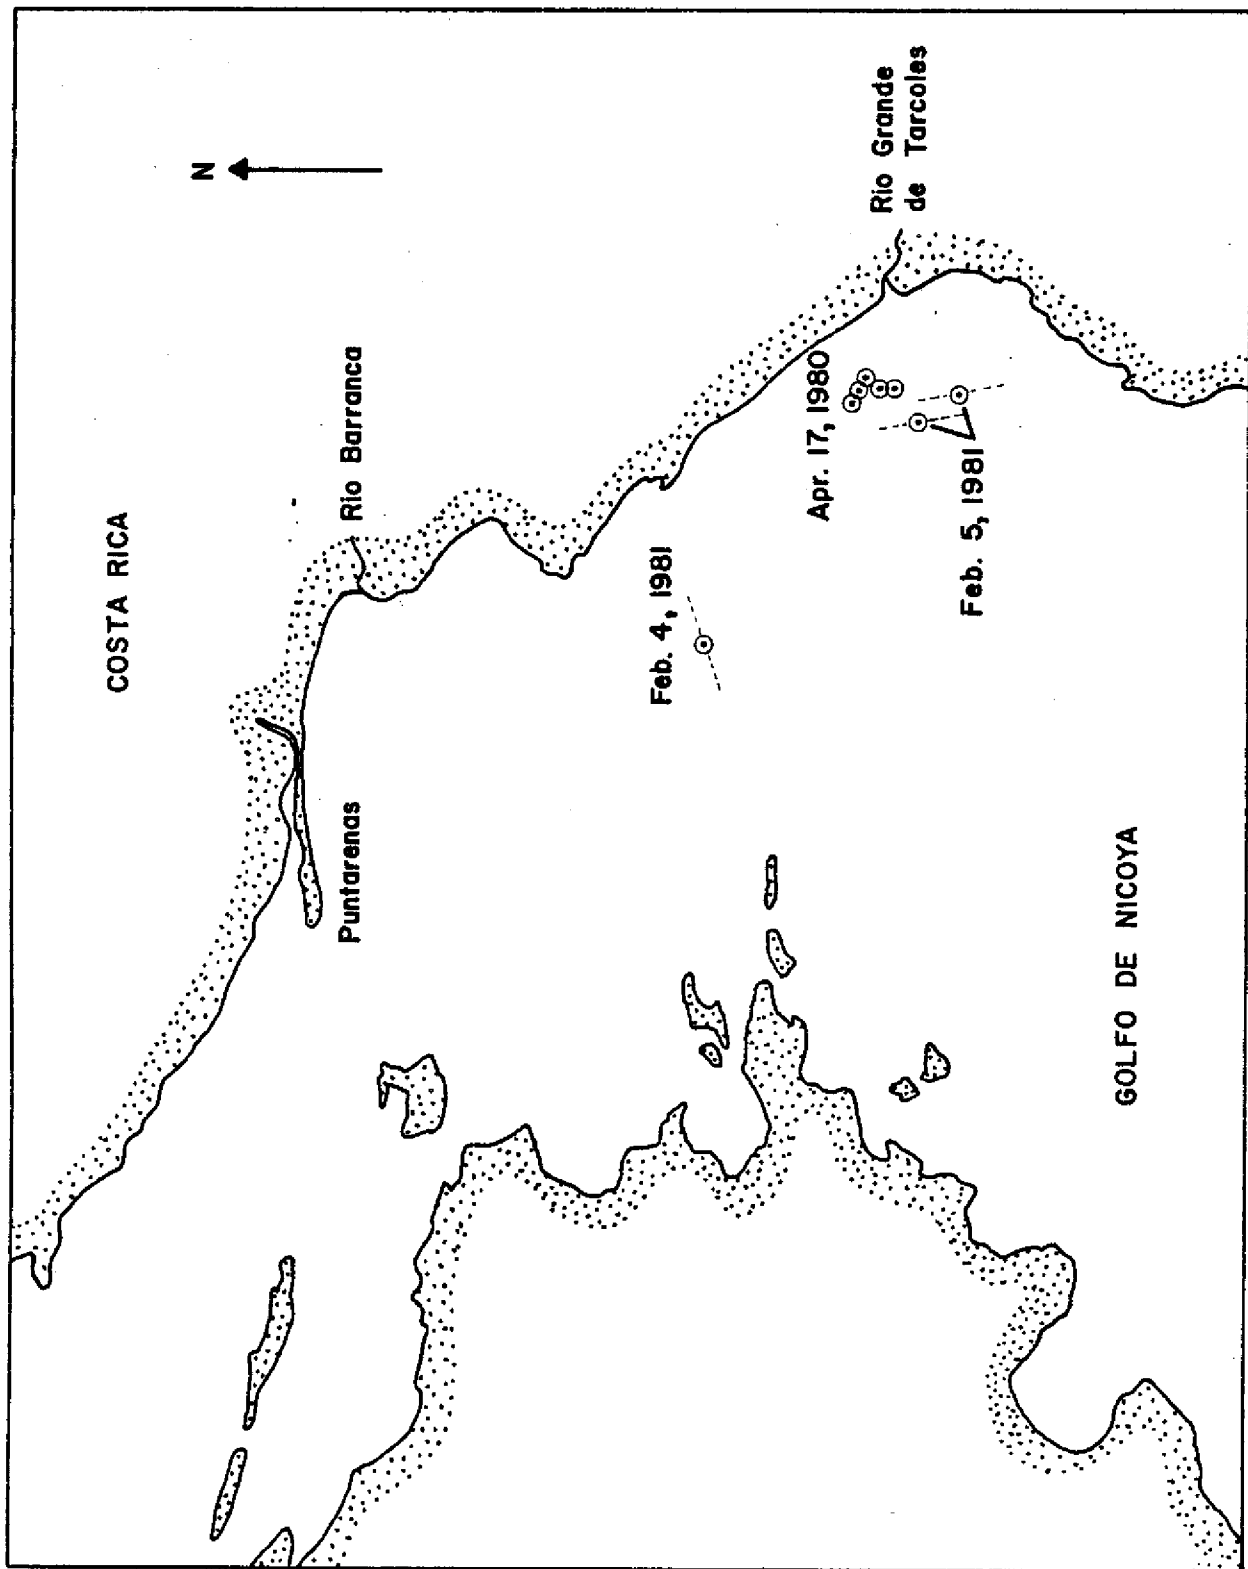 COSTA RICA
N
Rio Barranca
Puntarenas
Rio Grande
de Tarcoles
Feb. 4, 1981
Apr. 17, 1980
Feb. 5, 1981
GOLFO DE NICOYA